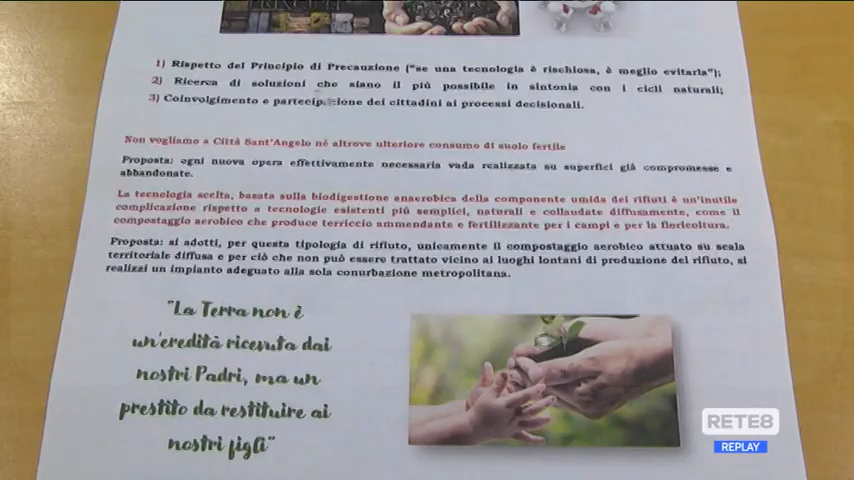 1) Rispetto del Principio di Precauzione ("se una tecnologia è rischiosa, è meglio evitarla");
2) Ricerca di soluzioni che siano il più possibile in sintonia con i cicli naturali;
3) Coinvolgimento e partecipazione dei cittadini ai processi decisionali.
Non vogliamo a Città Sant'Angelo né altrove ulteriore consumo di suolo fertile
Proposta: ogni nuova opera effettivamente necessaria vada realizzata su superfici già compromesse e
abbandonate.
La tecnologia scelta, basata sulla biodigestione anaerobica della componente umida dei rifiuti è un'inutile
complicazione rispetto a tecnologie esistenti più semplici, naturali e collaudate diffusamente, come il
compostaggio aerobico che produce terriccio ammendante e fertilizzante per i campi e per la floricoltura.
Proposta: si adotti, per questa tipologia di rifiuto, unicamente il compostaggio aerobico attuato su scala
territoriale diffusa e per ciò che non può essere trattato vicino ai luoghi lontani di produzione del rifiuto, si
realizzi un impianto adeguato alla sola conurbazione metropolitana.
"La Terra non è
un'eredità ricevuta dai
nostri Padri, ma un
prestito da restituire ai
nostri figli"
RETE8
REPLAY